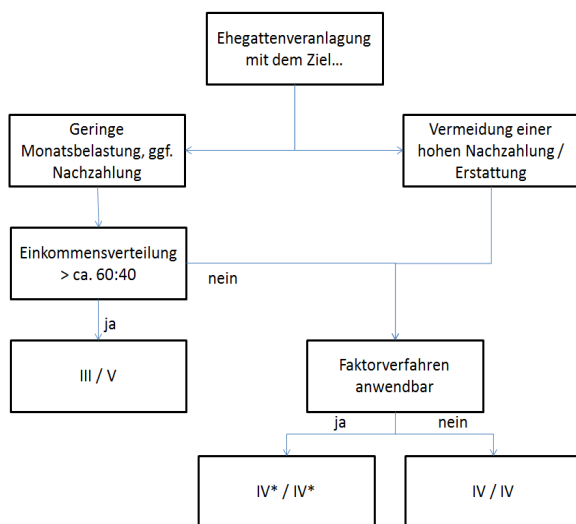 Ehegattenveranlagung
mit dem Ziel…
Geringe
Monatsbelastung, ggf.
Nachzahlung
Vermeidung einer
hohen Nachzahlung /
Erstattung
Einkommensverteilung
> ca. 60:40
nein
ja
III / V
Faktorverfahren
anwendbar
ja
nein
IV* / IV*
IV / IV